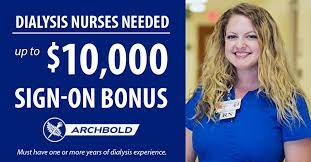 DIALYSIS NURSES NEEDED
up to
$10,000
SIGN-ON BONUS
ARCHBOLD
Must have one or more years of dialysis experience.
RN